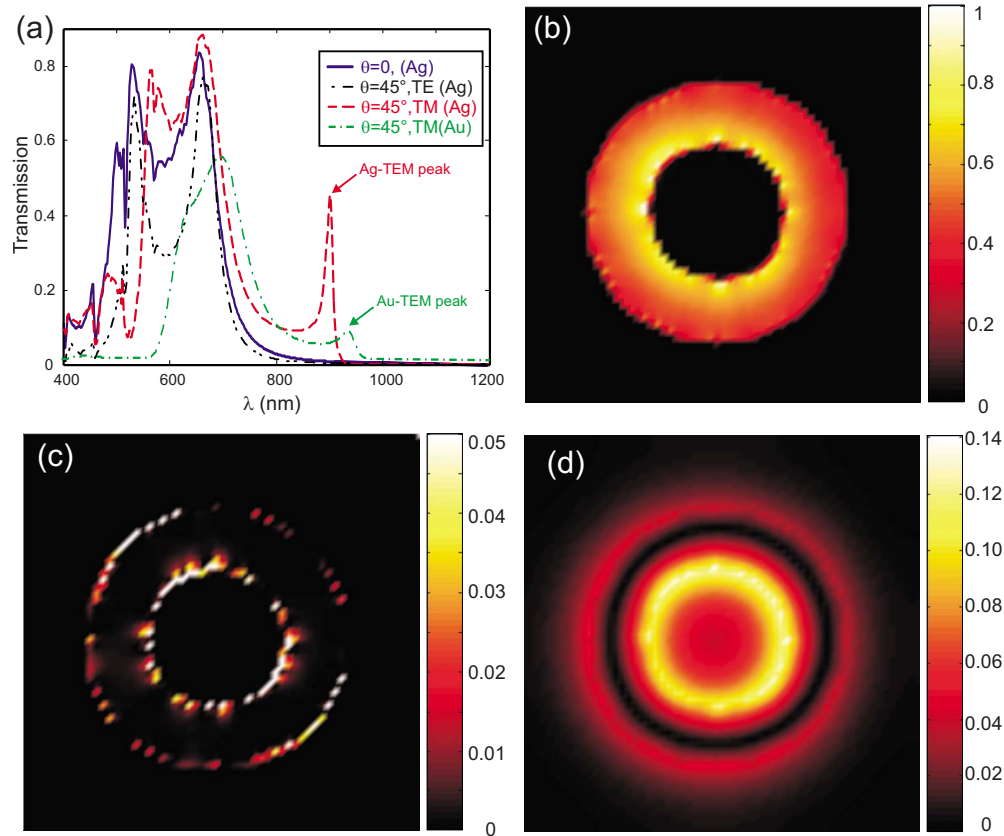 (a)
Transmission
0.8
0.6
0.4
0.2
0
400
600
800
1000
1200
λ (nm)
θ=0, (Ag)
θ=45°,TE (Ag)
θ=45°,TM (Ag)
θ=45°,TM(Au)
Ag-TEM peak
Au-TEM peak
(b)
1
0.8
0.6
0.4
0.2
0
(c)
0.05
0.04
0.03
0.02
0.01
0
(d)
0.14
0.12
0.10
0.08
0.06
0.04
0.02
0